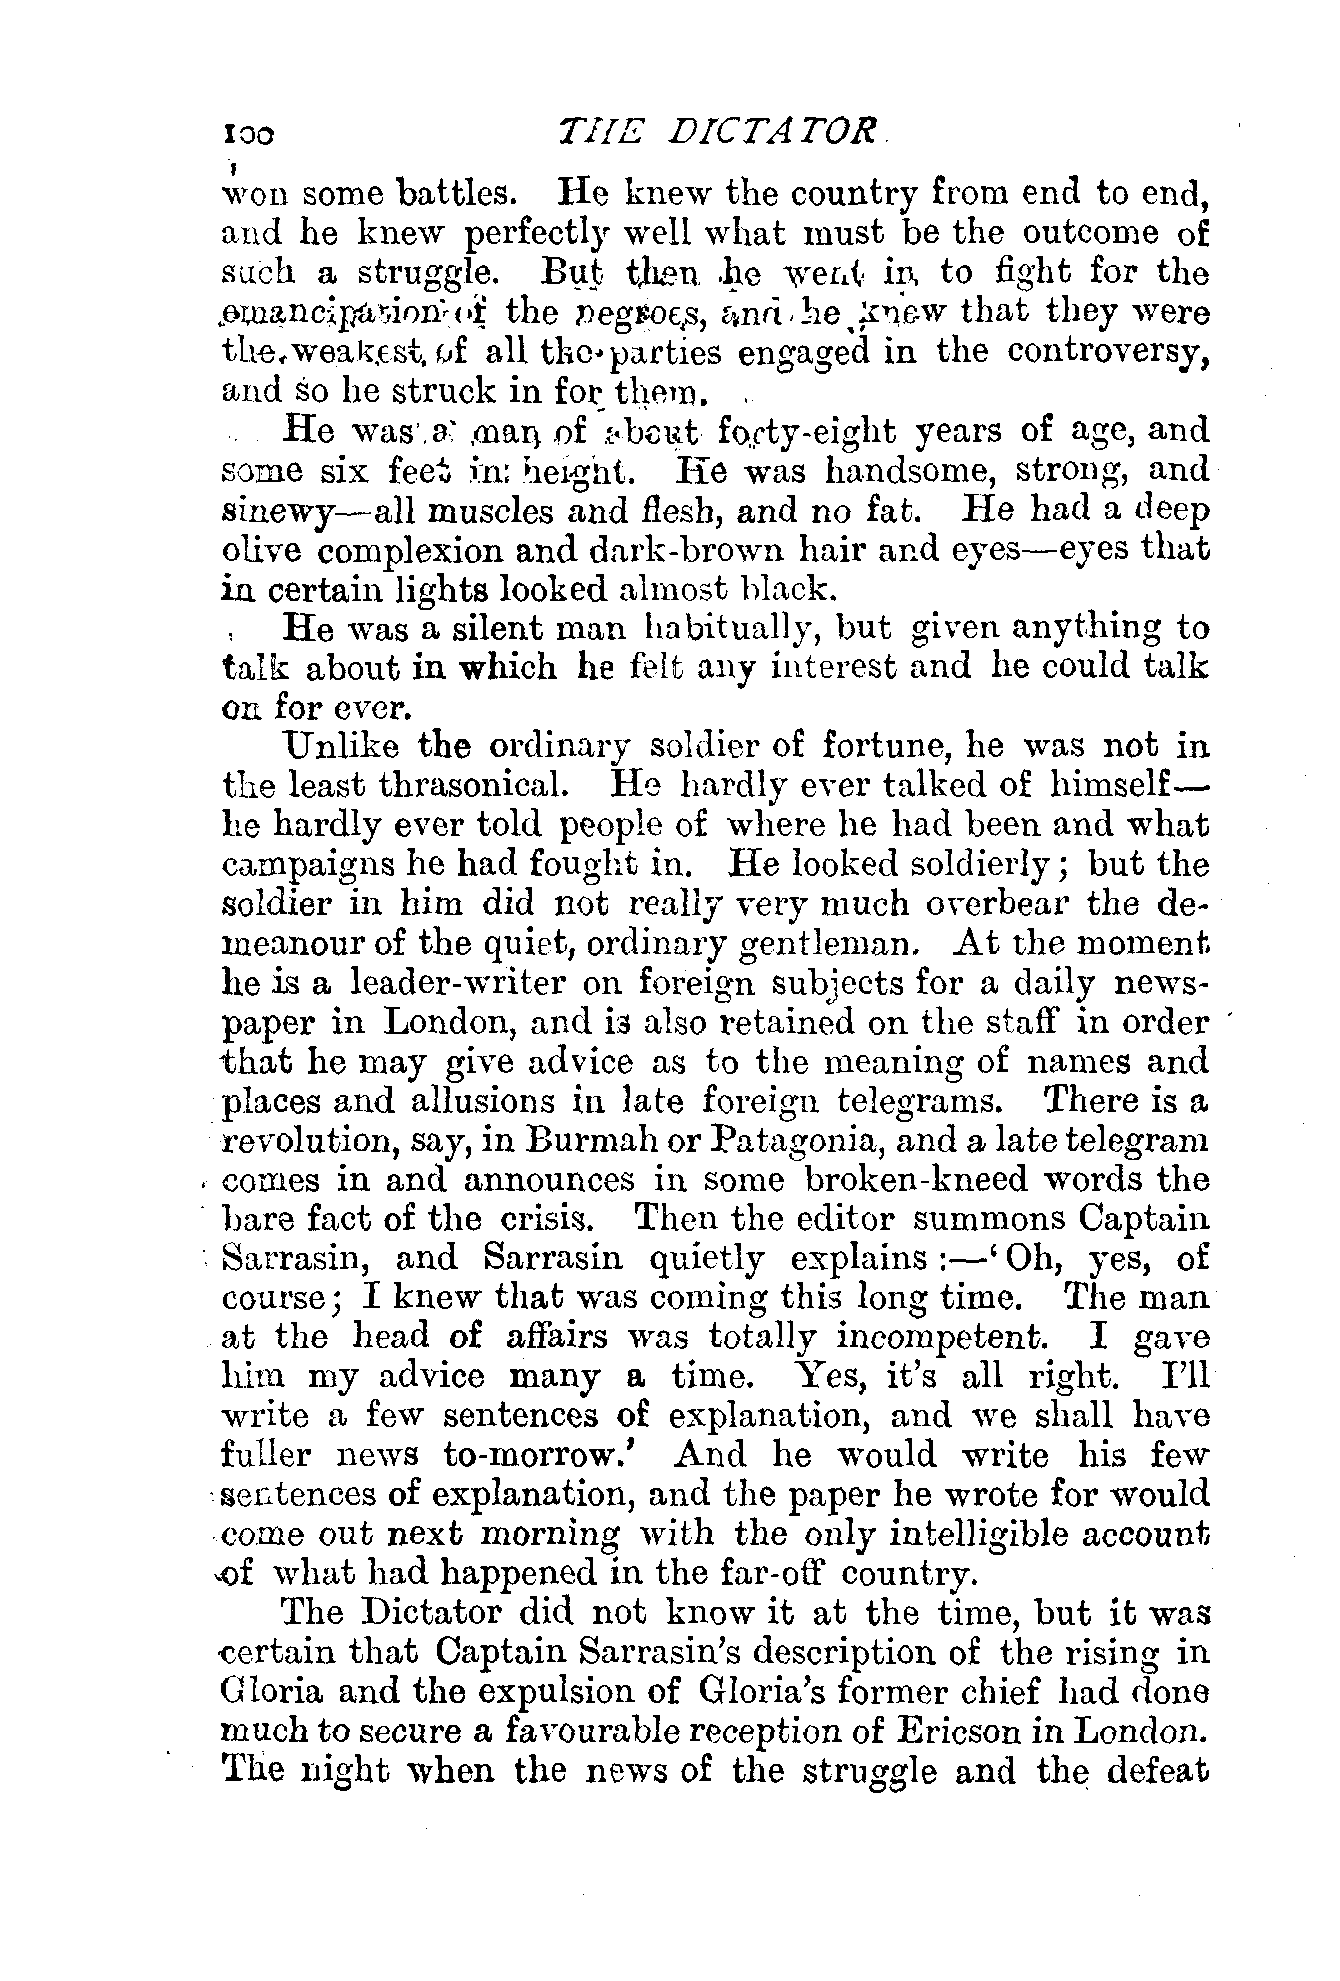 100 THE DICTATOR
won some battles. He knew the country from end to end,
and he knew perfectly well what must be the outcome of
such a struggle. But then he went in to fight for the
emancipation of the negroes, and he knew that they were
the weakest of all the parties engaged in the controversy,
and so he struck in for them.
He was a man of about forty-eight years of age, and
some six feet in height. He was handsome, strong, and
sinewy—all muscles and flesh, and no fat. He had a deep
olive complexion and dark-brown hair and eyes—eyes that
in certain lights looked almost black.
He was a silent man habitually, but given anything to
talk about in which he felt any interest and he could talk
on for ever.
Unlike the ordinary soldier of fortune, he was not in
the least thrasonical. He hardly ever talked of himself—
he hardly ever told people of where he had been and what
campaigns he had fought in. He looked soldierly; but the
soldier in him did not really very much overbear the de-
meanour of the quiet, ordinary gentleman. At the moment
he is a leader-writer on foreign subjects for a daily news-
paper in London, and is also retained on the staff in order
that he may give advice as to the meaning of names and
places and allusions in late foreign telegrams. There is a
revolution, say, in Burmah or Patagonia, and a late telegram
comes in and announces in some broken-kneed words the
bare fact of the crisis. Then the editor summons Captain
Sarrasin, and Sarrasin quietly explains:—‘Oh, yes, of
course; I knew that was coming this long time. The man
at the head of affairs was totally incompetent. I gave
him my advice many a time. Yes, it’s all right. I’ll
write a few sentences of explanation, and we shall have
fuller news to-morrow.’ And he would write his few
sentences of explanation, and the paper he wrote for would
come out next morning with the only intelligible account
of what had happened in the far-off country.
The Dictator did not know it at the time, but it was
certain that Captain Sarrasin’s description of the rising in
Gloria and the expulsion of Gloria’s former chief had done
much to secure a favourable reception of Ericson in London.
The night when the news of the struggle and the defeat